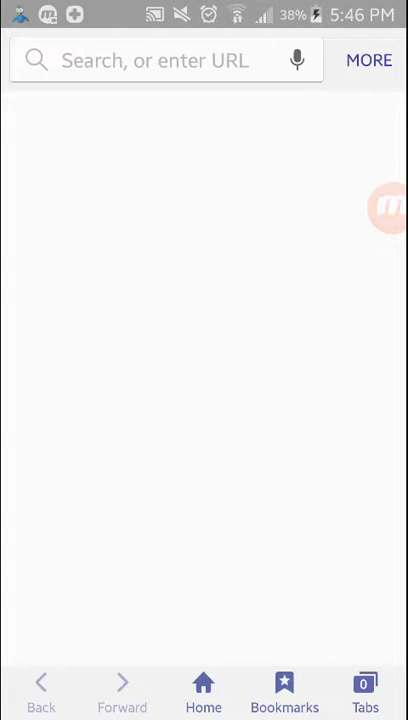 38% 5:46 PM
Search, or enter URL MORE
m
0
Back Forward Home Bookmarks Tabs